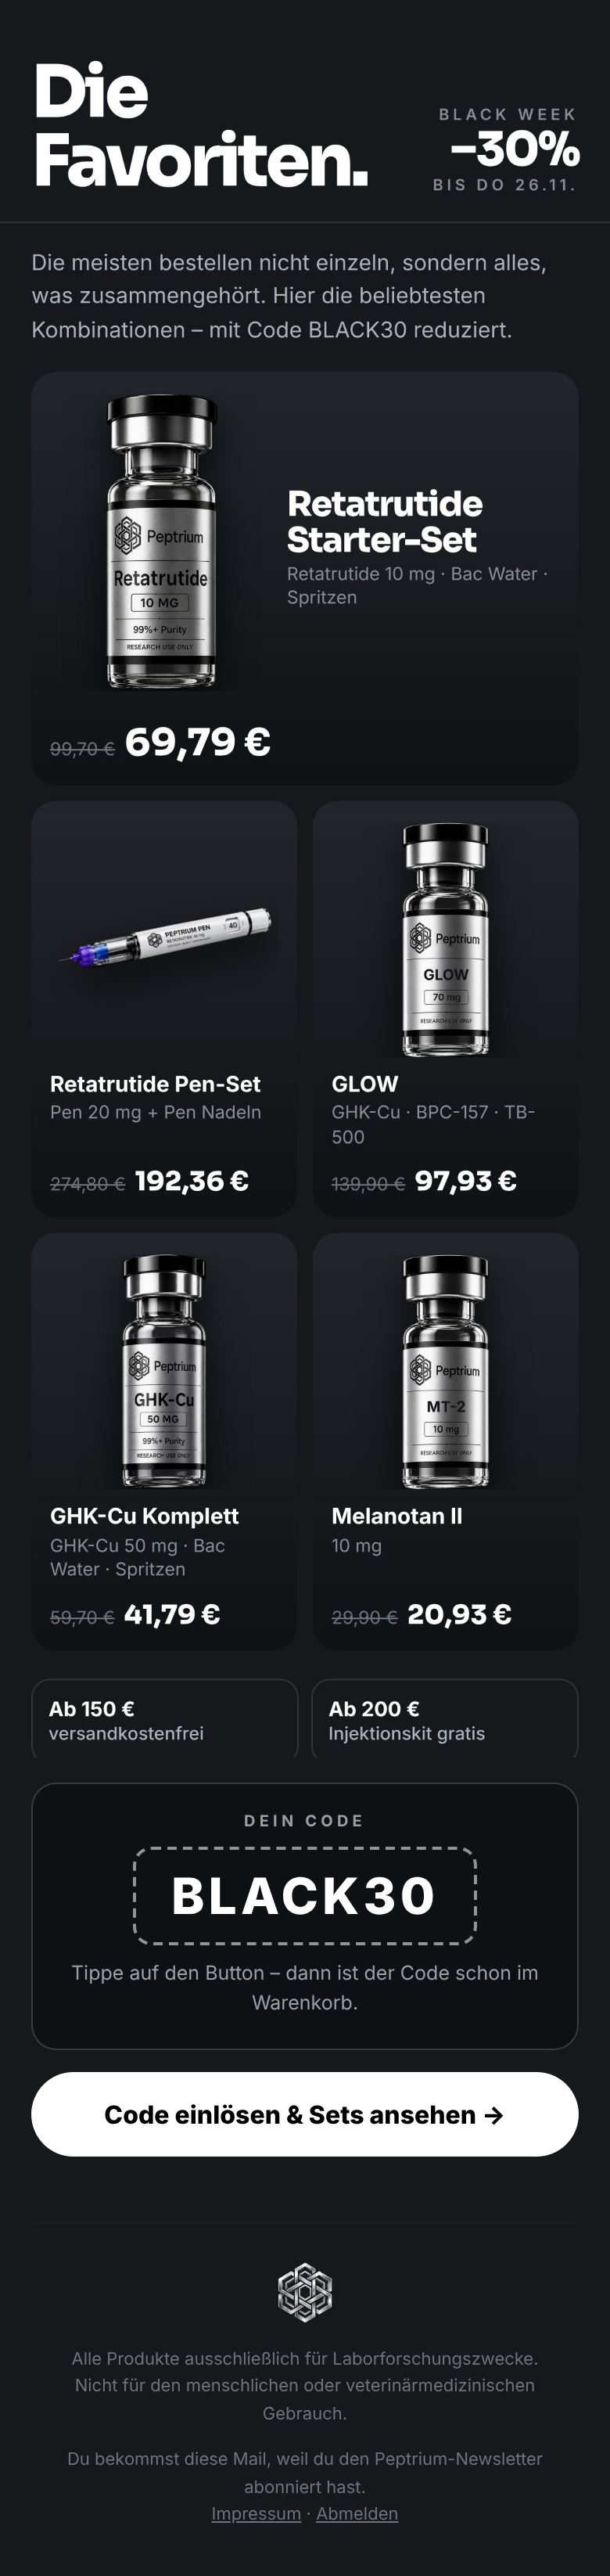 Die
Favoriten.
BLACK WEEK
–30%
BIS DO 26.11.
Die meisten bestellen nicht einzeln, sondern alles,
was zusammengehört. Hier die beliebtesten
Kombinationen – mit Code BLACK30 reduziert.
Peptrium
Retatrutide
10 MG
99%+ Purity
RESEARCH USE ONLY
Retatrutide
Starter-Set
Retatrutide 10 mg · Bac Water ·
Spritzen
99,70 € 69,79 €
PEPTRIUM PEN
RETATRUTIDE 40 mg
40
Retatrutide Pen-Set
Pen 20 mg + Pen Nadeln
274,80 € 192,36 €
Peptrium
GLOW
70 mg
RESEARCH USE ONLY
GLOW
GHK-Cu · BPC-157 · TB-
500
139,90 € 97,93 €
Peptrium
GHK-Cu
50 MG
99%+ Purity
RESEARCH USE ONLY
GHK-Cu Komplett
GHK-Cu 50 mg · Bac
Water · Spritzen
59,70 € 41,79 €
Peptrium
MT-2
10 mg
RESEARCH USE ONLY
Melanotan II
10 mg
29,90 € 20,93 €
Ab 150 €
versandkostenfrei
Ab 200 €
Injektionskit gratis
DEIN CODE
BLACK30
Tippe auf den Button – dann ist der Code schon im
Warenkorb.
Code einlösen & Sets ansehen →
Alle Produkte ausschließlich für Laborforschungszwecke.
Nicht für den menschlichen oder veterinärmedizinischen
Gebrauch.
Du bekommst diese Mail, weil du den Peptrium-Newsletter
abonniert hast.
Impressum · Abmelden